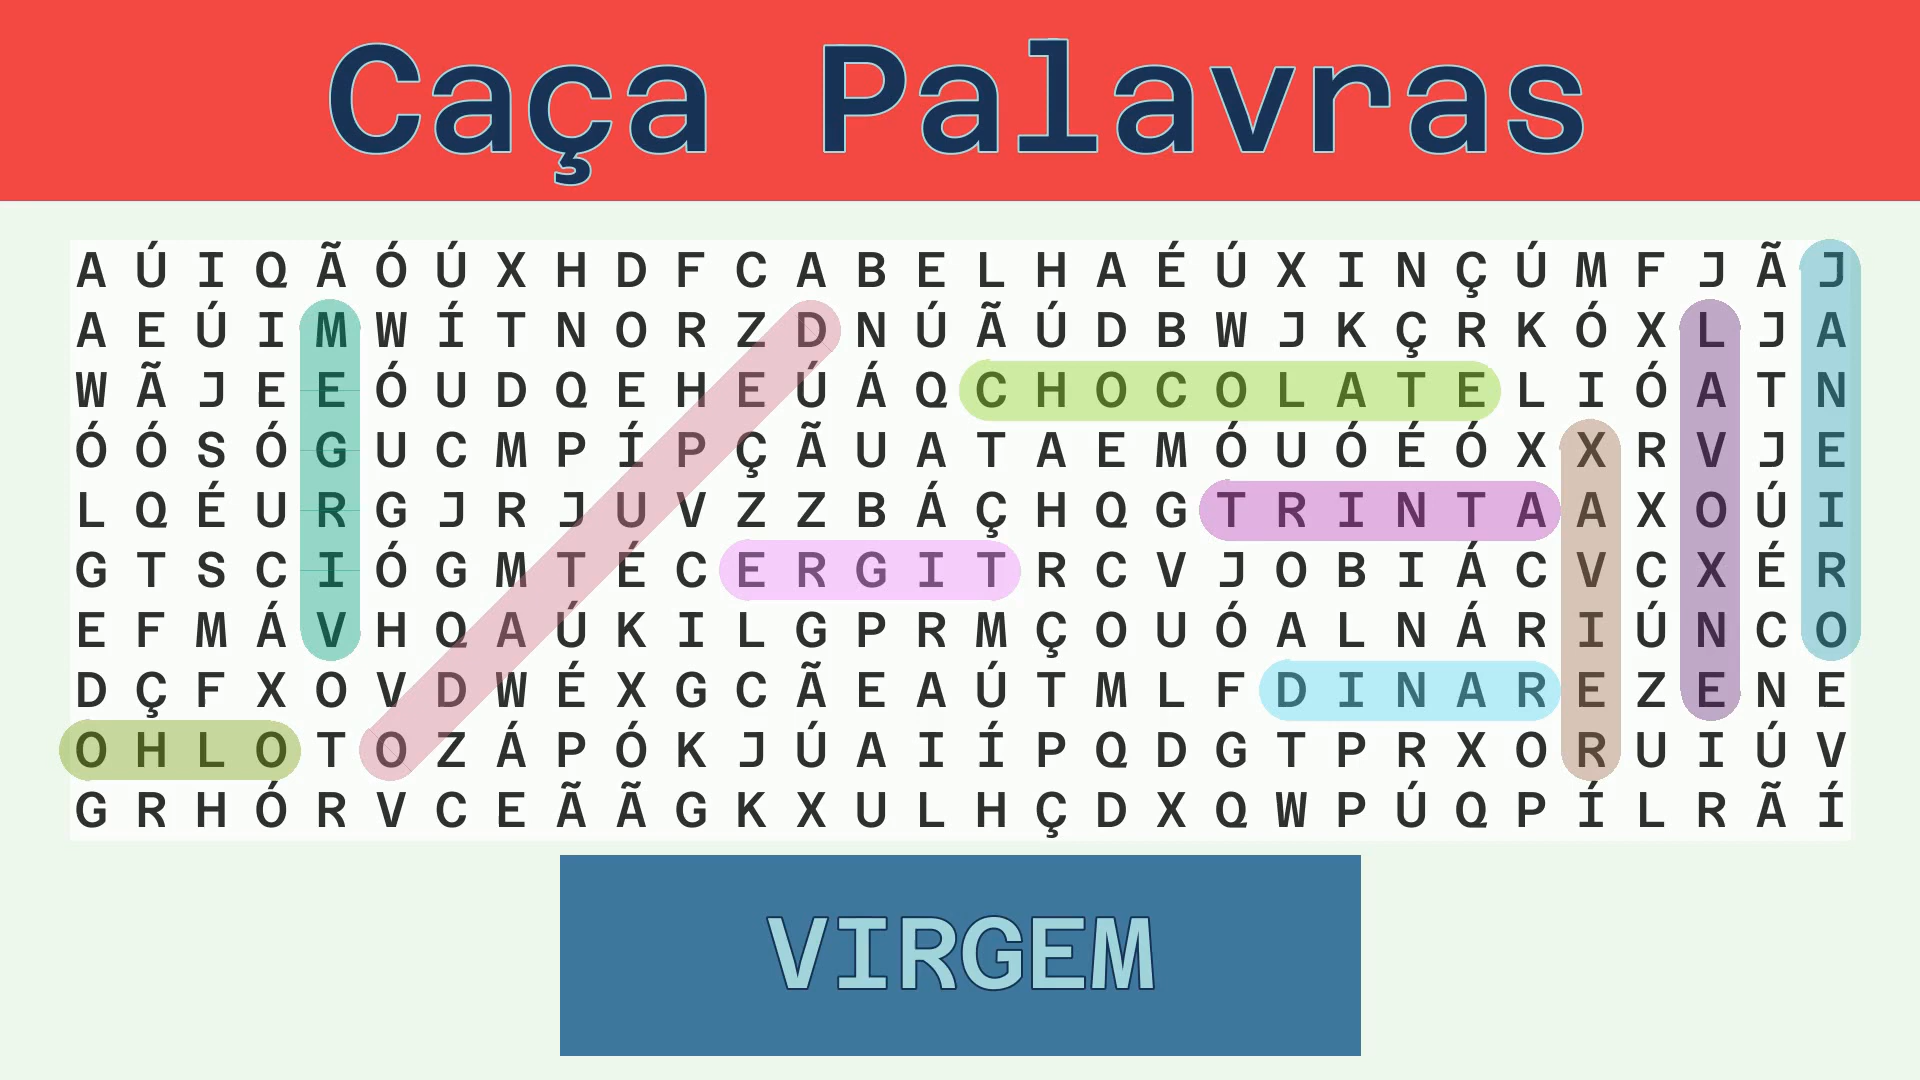 Caça Palavras
A Ú I Q Ã Ó Ú X H D F C A B E L H A É Ú X I N Ç Ú M F J Ã J
A E Ú I M W Í T N O R Z D N Ú Ã Ú D B W J K Ç R K Ó X L J A
W Ã J E E Ó U D Q E H E Ú Á Q C H O C O L A T E L I Ó A T N
Ó Ó S Ó G U C M P Í P Ç Ã U A T A E M Ó U Ó É Ó X X R V J E
L Q É U R G J R J U V Z Z B Á Ç H Q G T R I N T A A X O Ú I
G T S C I Ó G M T É C E R G I T R C V J O B I Á C V C X É R
E F M Á V H Q A Ú K I L G P R M Ç O U Ó A L N Á R I Ú N C O
D Ç F X O V D W É X G C Ã E A Ú T M L F D I N A R E Z E N E
O H L O T O Z Á P Ó K J Ú A I Í P Q D G T P R X O R U I Ú V
G R H Ó R V C E Ã Ã G K X U L H Ç D X Q W P Ú Q P Í L R Ã Í
VIRGEM